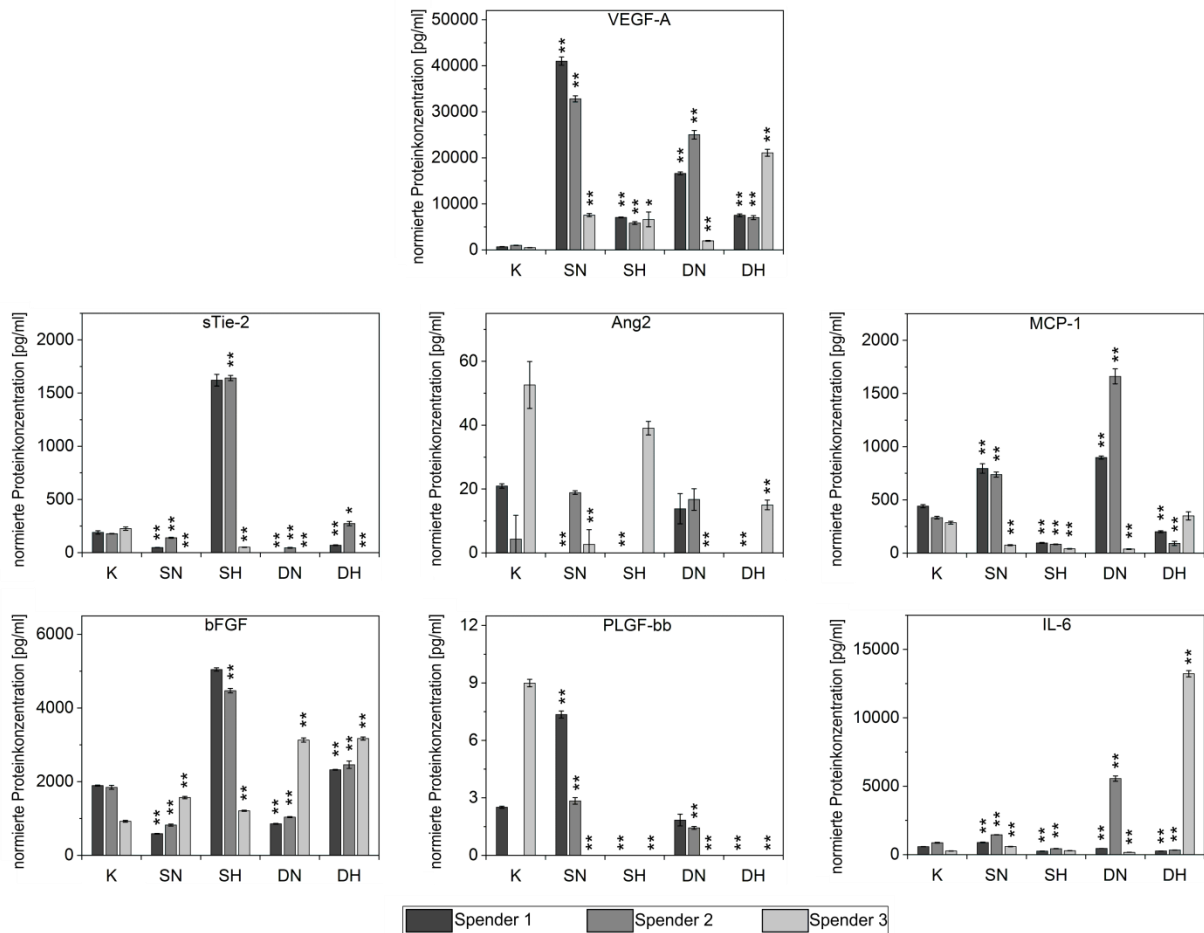 VEGF-A
normierte Proteinkonzentration [pg/ml]
50000
40000
30000
20000
10000
0
** ** ** ** ** * ** ** ** ** ** **
K SN SH DN DH
sTie-2
normierte Proteinkonzentration [pg/ml]
2000
1500
1000
500
0
** ** ** ** ** ** ** ** * **
K SN SH DN DH
Ang2
normierte Proteinkonzentration [pg/ml]
60
40
20
0
** ** ** ** ** **
K SN SH DN DH
MCP-1
normierte Proteinkonzentration [pg/ml]
2000
1500
1000
500
0
** ** ** ** ** ** ** ** ** ** **
K SN SH DN DH
bFGF
normierte Proteinkonzentration [pg/ml]
6000
4000
2000
0
** ** ** ** ** ** ** ** ** ** **
K SN SH DN DH
PLGF-bb
normierte Proteinkonzentration [pg/ml]
12
9
6
3
0
** ** ** ** ** ** ** ** **
K SN SH DN DH
IL-6
normierte Proteinkonzentration [pg/ml]
15000
10000
5000
0
** ** ** ** ** ** ** ** ** ** **
K SN SH DN DH
Spender 1 Spender 2 Spender 3